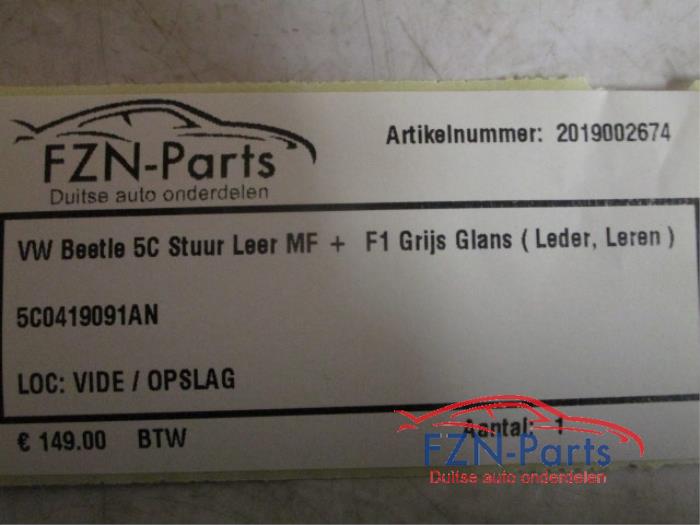 FZN-Parts
Duitse auto onderdelen
Artikelnummer: 2019002674
VW Beetle 5C Stuur Leer MF + F1 Grijs Glans ( Leder, Leren )
5C0419091AN
LOC: VIDE / OPSLAG
€ 149.00 BTW
Aantal: 1
FZN-Parts
Duitse auto onderdelen